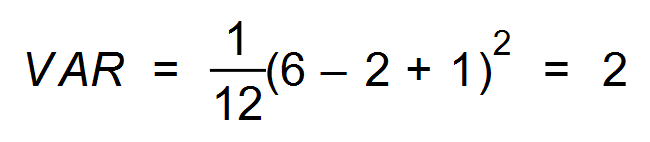 VAR = 1/12(6 – 2 + 1)² = 2